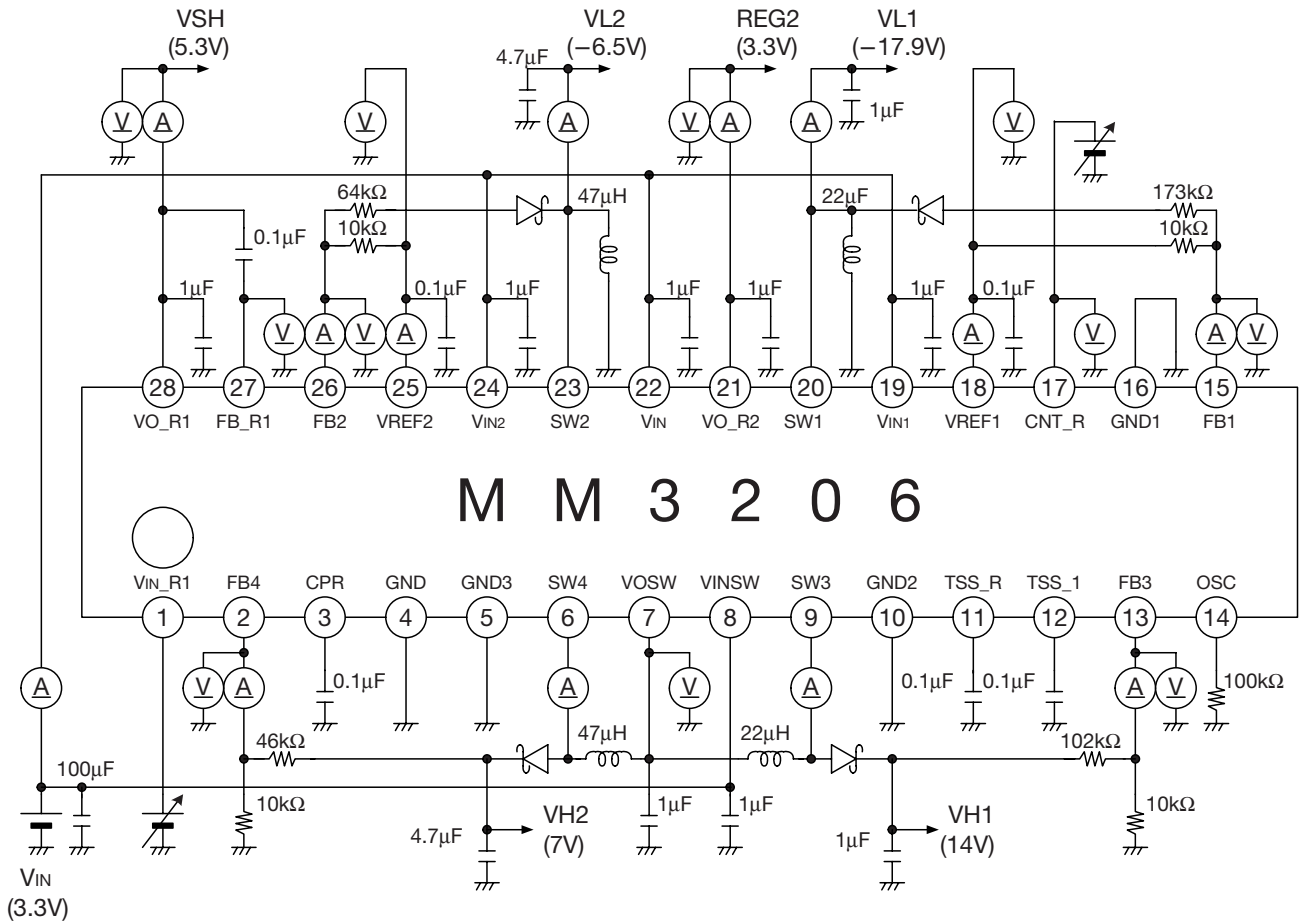 VSH
(5.3V)
VL2
(−6.5V)
REG2
(3.3V)
VL1
(−17.9V)
4.7μF
1μF
V A V A V A A V
64kΩ
10kΩ
47μH
22μF
173kΩ
10kΩ
0.1μF
1μF
0.1μF
1μF
1μF
1μF
1μF
0.1μF
V A V A A V A V
28 27 26 25 24 23 22 21 20 19 18 17 16 15
VO_R1 FB_R1 FB2 VREF2 VIN2 SW2 VIN VO_R2 SW1 VIN1 VREF1 CNT_R GND1 FB1
M M 3 2 0 6
VIN_R1 FB4 CPR GND GND3 SW4 VOSW VINSW SW3 GND2 TSS_R TSS_1 FB3 OSC
1 2 3 4 5 6 7 8 9 10 11 12 13 14
A V A A V A A V
0.1μF
0.1μF
0.1μF
100kΩ
46kΩ
47μH
22μH
102kΩ
100μF
10kΩ
1μF
1μF
10kΩ
4.7μF
VH2
(7V)
1μF
VH1
(14V)
VIN
(3.3V)